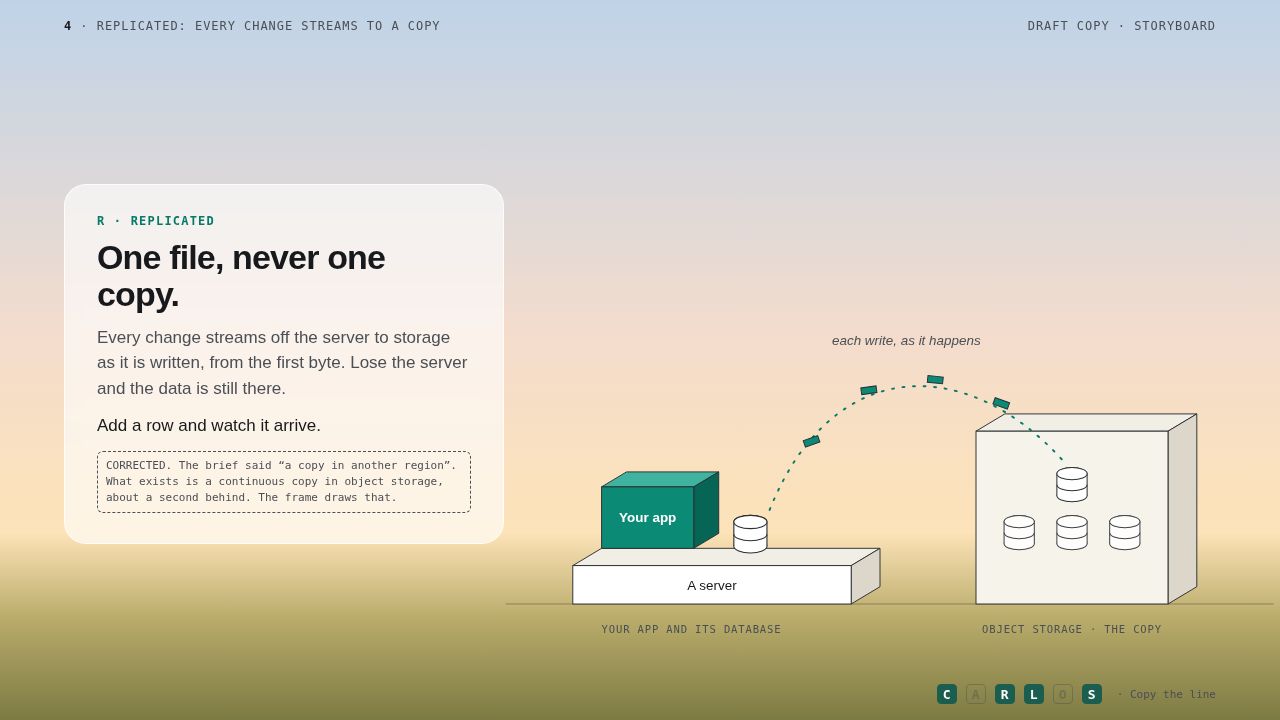 4 · REPLICATED: EVERY CHANGE STREAMS TO A COPY
DRAFT COPY · STORYBOARD
R · REPLICATED
One file, never one
copy.
Every change streams off the server to storage
as it is written, from the first byte. Lose the server
and the data is still there.
Add a row and watch it arrive.
CORRECTED. The brief said “a copy in another region”.
What exists is a continuous copy in object storage,
about a second behind. The frame draws that.
each write, as it happens
Your app
A server
YOUR APP AND ITS DATABASE
OBJECT STORAGE · THE COPY
C A R L O S · Copy the line